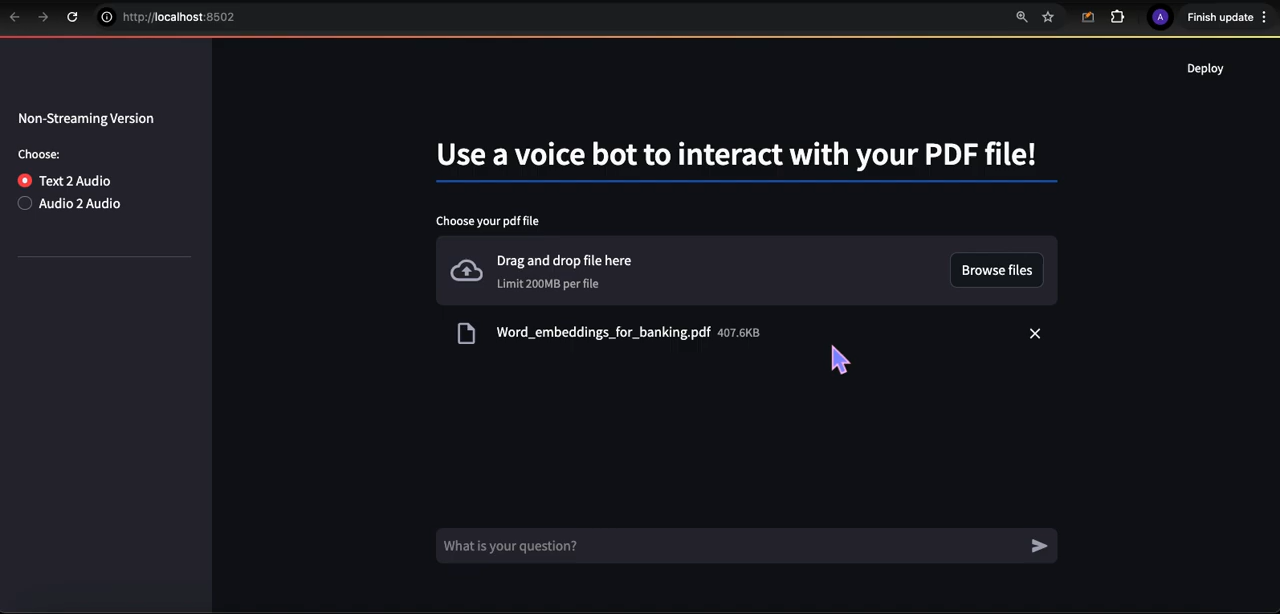 http://localhost:8502
A
Finish update
Deploy
Non-Streaming Version
Choose:
Text 2 Audio
Audio 2 Audio
Use a voice bot to interact with your PDF file!
Choose your pdf file
Drag and drop file here
Limit 200MB per file
Browse files
Word_embeddings_for_banking.pdf 407.6KB
What is your question?